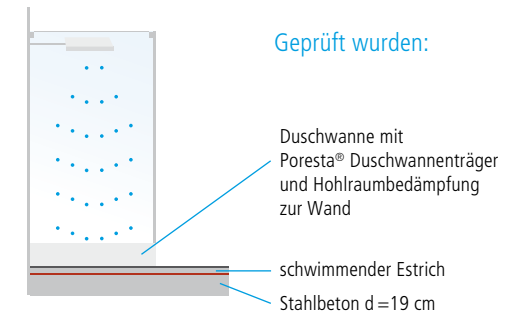 Geprüft wurden:
Duschwanne mit
Poresta® Duschwannenträger
und Hohlraumbedämpfung
zur Wand
schwimmender Estrich
Stahlbeton d=19 cm